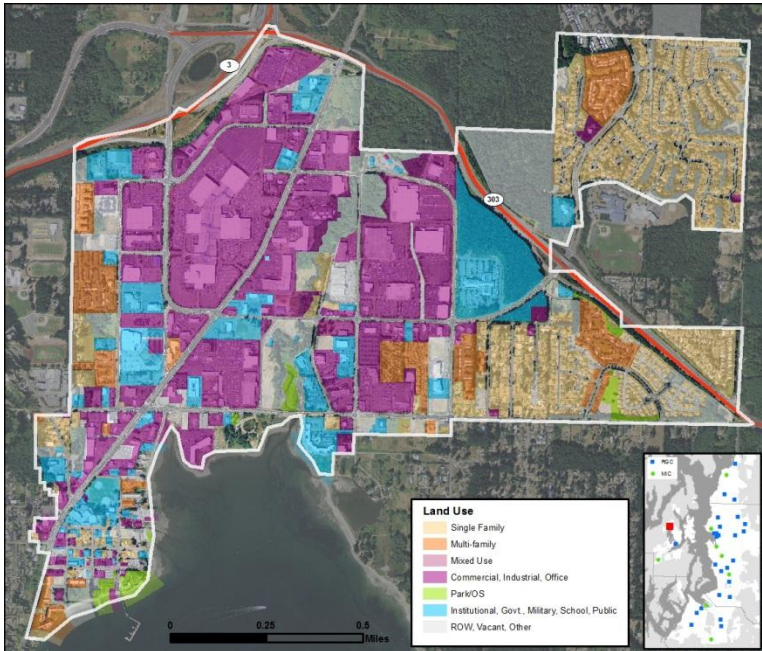 3
303
Land Use
Single Family
Multi-family
Mixed Use
Commercial, Industrial, Office
Park/OS
Institutional, Govt., Military, School, Public
ROW, Vacant, Other
RGC
MIC
0 0.25 0.5
Miles